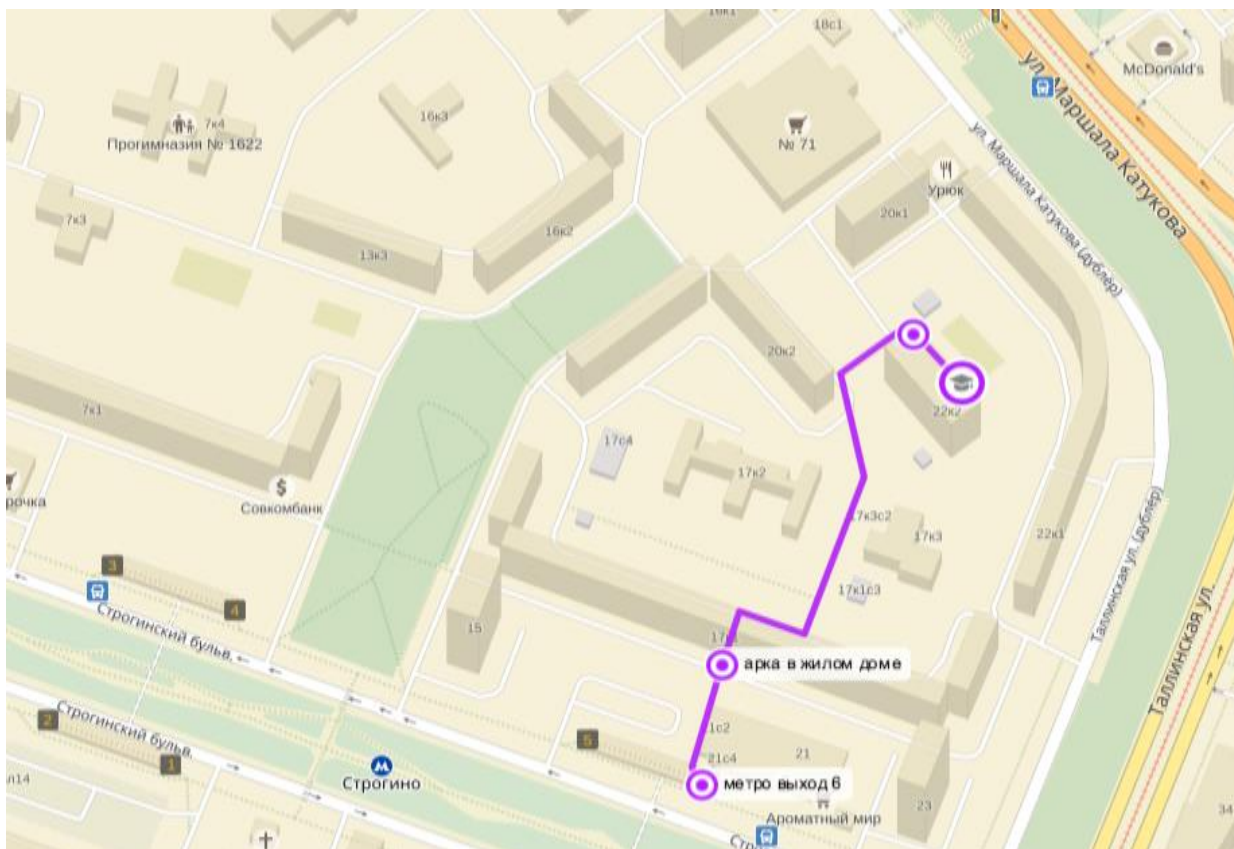 16к1
18с1
McDonald's
ул. Маршала Катукова
7к4
Прогимназия № 1622
16к3
№ 71
ул. Маршала Катукова (дублёр)
Урюк
20к1
7к3
16к2
13к3
20к2
7к1
22к2
17с4
17к2
$
Совкомбанк
рочка
17к3с2
17к3
22к1
3
4
17к1с3
Таллинская ул. (дублёр)
Таллинская ул.
Строгинский бульв.
15
арка в жилом доме
2
1
5
Строгинский бульв.
1с2
21
21с4
М
Строгино
метро выход 6
л14
Ароматный мир
23
34